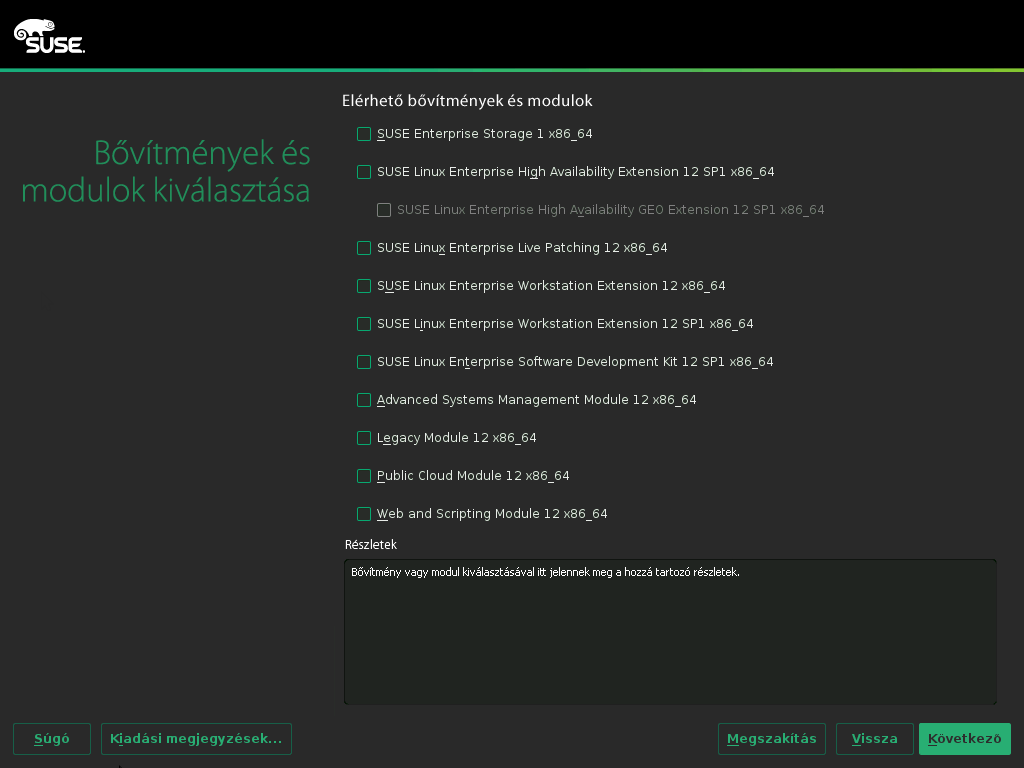 SUSE.
Bővítmények és
modulok kiválasztása
Elérhető bővítmények és modulok
SUSE Enterprise Storage 1 x86_64
SUSE Linux Enterprise High Availability Extension 12 SP1 x86_64
SUSE Linux Enterprise High Availability GEO Extension 12 SP1 x86_64
SUSE Linux Enterprise Live Patching 12 x86_64
SUSE Linux Enterprise Workstation Extension 12 x86_64
SUSE Linux Enterprise Workstation Extension 12 SP1 x86_64
SUSE Linux Enterprise Software Development Kit 12 SP1 x86_64
Advanced Systems Management Module 12 x86_64
Legacy Module 12 x86_64
Public Cloud Module 12 x86_64
Web and Scripting Module 12 x86_64
Részletek
Bővítmény vagy modul kiválasztásával itt jelennek meg a hozzá tartozó részletek.
Súgó Kiadási megjegyzések... Megszakítás Vissza Következő